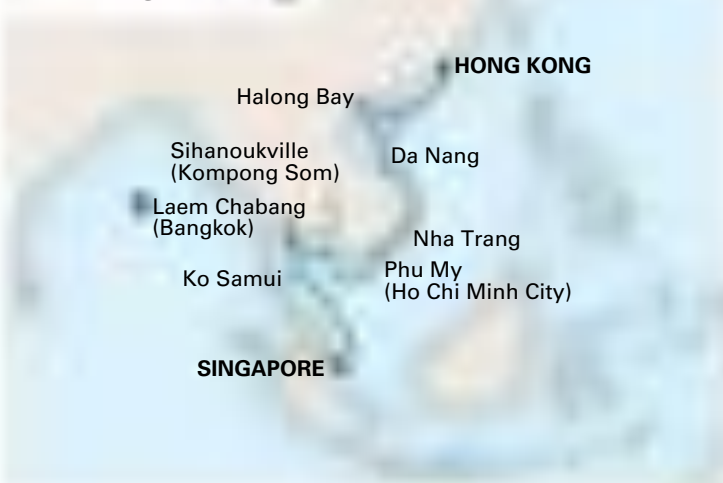 HONG KONG
Halong Bay
Sihanoukville
(Kompong Som)
Da Nang
Laem Chabang
(Bangkok)
Nha Trang
Ko Samui
Phu My
(Ho Chi Minh City)
SINGAPORE